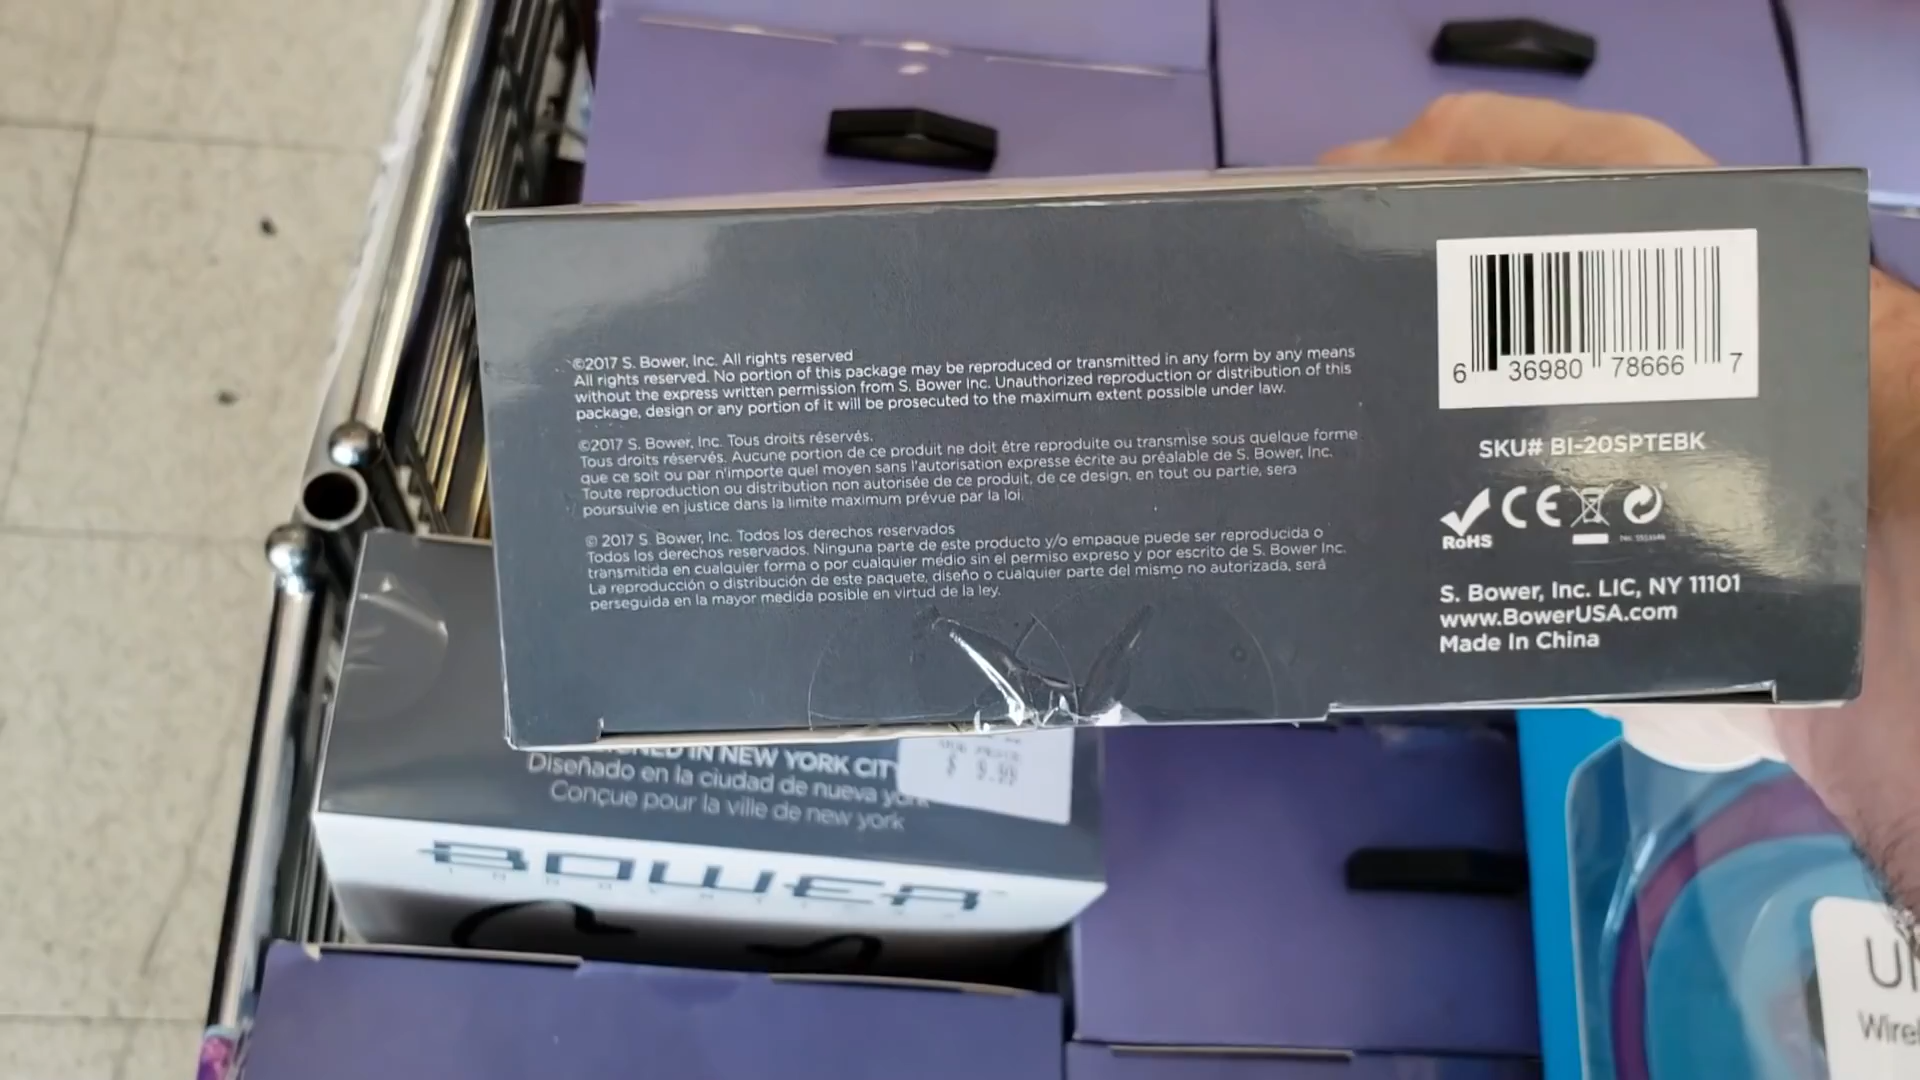 ©2017 S. Bower, Inc. All rights reserved
All rights reserved. No portion of this package may be reproduced or transmitted in any form by any means
without the express written permission from S. Bower Inc. Unauthorized reproduction or distribution of this
package, design or any portion of it will be prosecuted to the maximum extent possible under law.
©2017 S. Bower, Inc. Tous droits réservés.
Tous droits réservés. Aucune portion de ce produit ne doit être reproduite ou transmise sous quelque forme
que ce soit ou par n'importe quel moyen sans l'autorisation expresse écrite au préalable de S. Bower, Inc.
Toute reproduction ou distribution non autorisée de ce produit, de ce design, en tout ou partie, sera
poursuivie en justice dans la limite maximum prévue par la loi.
© 2017 S. Bower, Inc. Todos los derechos reservados
Todos los derechos reservados. Ninguna parte de este producto y/o empaque puede ser reproducida o
transmitida en cualquier forma o por cualquier medio sin el permiso expreso y por escrito de S. Bower Inc.
La reproducción o distribución de este paquete, diseño o cualquier parte del mismo no autorizada, será
perseguida en la mayor medida posible en virtud de la ley.
6 36980 78666 7
SKU# BI-20SPTEBK
RoHS CE
S. Bower, Inc. LIC, NY 11101
www.BowerUSA.com
Made In China
IN NEW YORK CITY
Diseñado en la ciudad de nueva york
Conçue pour la ville de new york
$ 9.99
BOWER